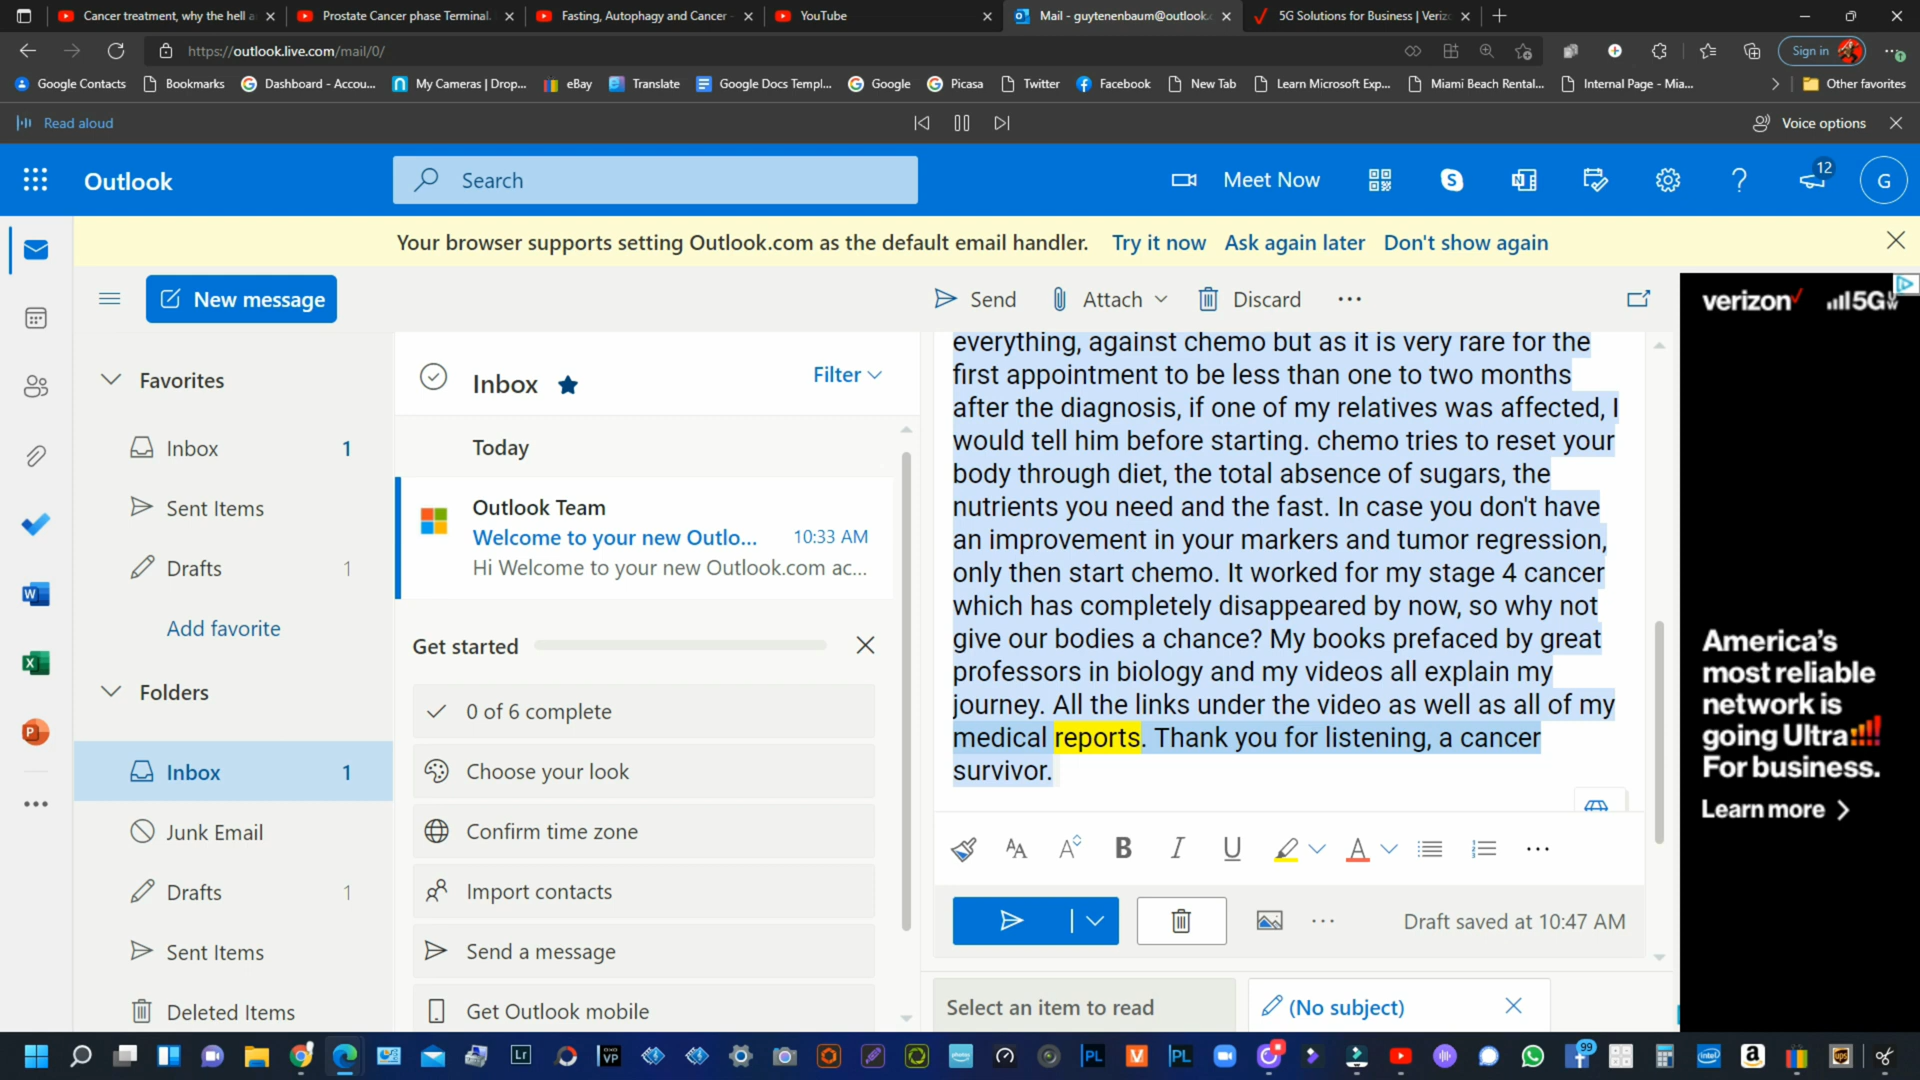 Cancer treatment, why the hell a
Prostate Cancer phase Terminal.
Fasting, Autophagy and Cancer -
YouTube
Mail - guytenenbaum@outlook.
5G Solutions for Business | Veriz
https://outlook.live.com/mail/0/
Sign in
Google Contacts
Bookmarks
Dashboard - Accou...
My Cameras | Drop...
eBay
Translate
Google Docs Templ...
Google
Picasa
Twitter
Facebook
New Tab
Learn Microsoft Exp...
Miami Beach Rental...
Internal Page - Mia...
Other favorites
Read aloud
Voice options
Outlook
Search
Meet Now
12
G
Your browser supports setting Outlook.com as the default email handler. Try it now Ask again later Don't show again
New message
Send
Attach
Discard
verizon
5G
Favorites
Inbox 1
Sent Items
Drafts 1
Add favorite
Folders
Inbox 1
Junk Email
Drafts 1
Sent Items
Deleted Items
Inbox
Filter
Today
Outlook Team
Welcome to your new Outlo... 10:33 AM
Hi Welcome to your new Outlook.com ac...
Get started
0 of 6 complete
Choose your look
Confirm time zone
Import contacts
Send a message
Get Outlook mobile
everything, against chemo but as it is very rare for the
first appointment to be less than one to two months
after the diagnosis, if one of my relatives was affected, I
would tell him before starting. chemo tries to reset your
body through diet, the total absence of sugars, the
nutrients you need and the fast. In case you don't have
an improvement in your markers and tumor regression,
only then start chemo. It worked for my stage 4 cancer
which has completely disappeared by now, so why not
give our bodies a chance? My books prefaced by great
professors in biology and my videos all explain my
journey. All the links under the video as well as all of my
medical reports. Thank you for listening, a cancer
survivor.
Draft saved at 10:47 AM
Select an item to read
(No subject)
America's
most reliable
network is
going Ultra
For business.
Learn more
Lr
VP
PL
V
PL
99
intel
a
ups